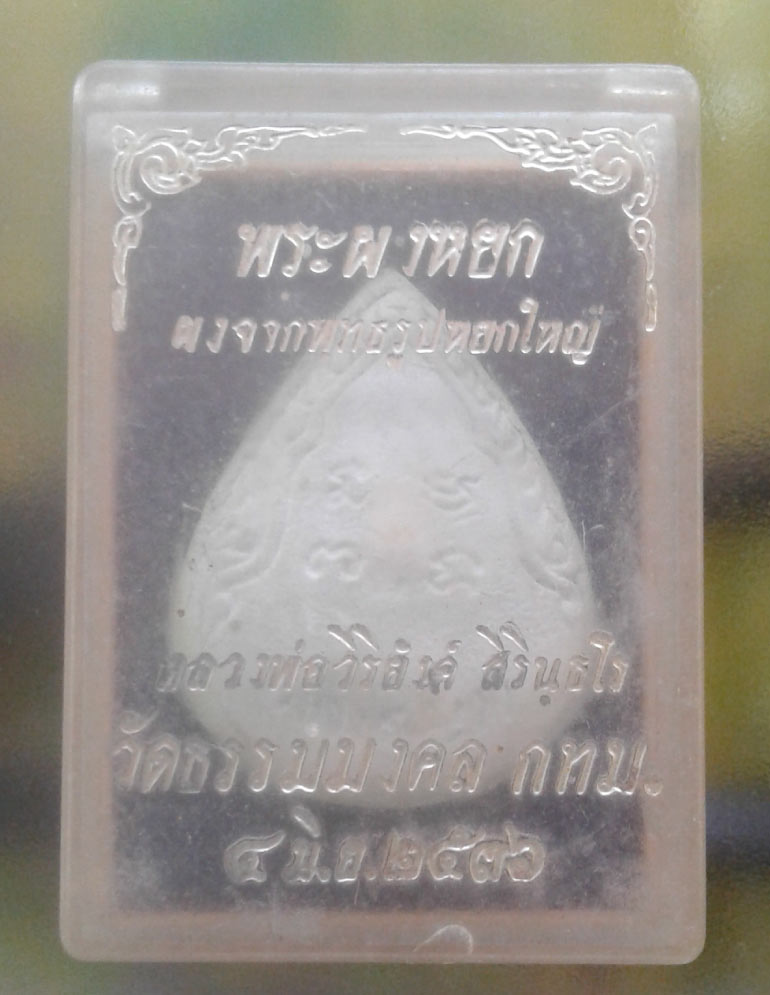 พระผงหยก
ผงจากพุทธรูปหยกใหญ่
หลวงพ่อวิริยังค์ สิรินฺธโร
วัดธรรมมงคล กทม.
๔ มิ.ย. ๒๕๓๖